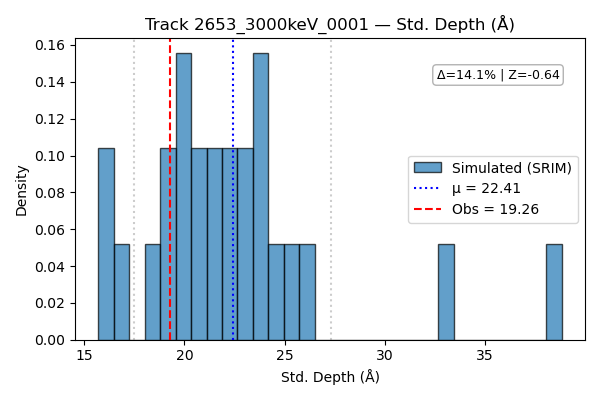 Track 2653_3000keV_0001 — Std. Depth (Å)
0.16
0.14
0.12
0.10
0.08
0.06
0.04
0.02
0.00
Density
Δ=14.1% | Z=-0.64
Simulated (SRIM)
μ = 22.41
Obs = 19.26
15 20 25 30 35
Std. Depth (Å)